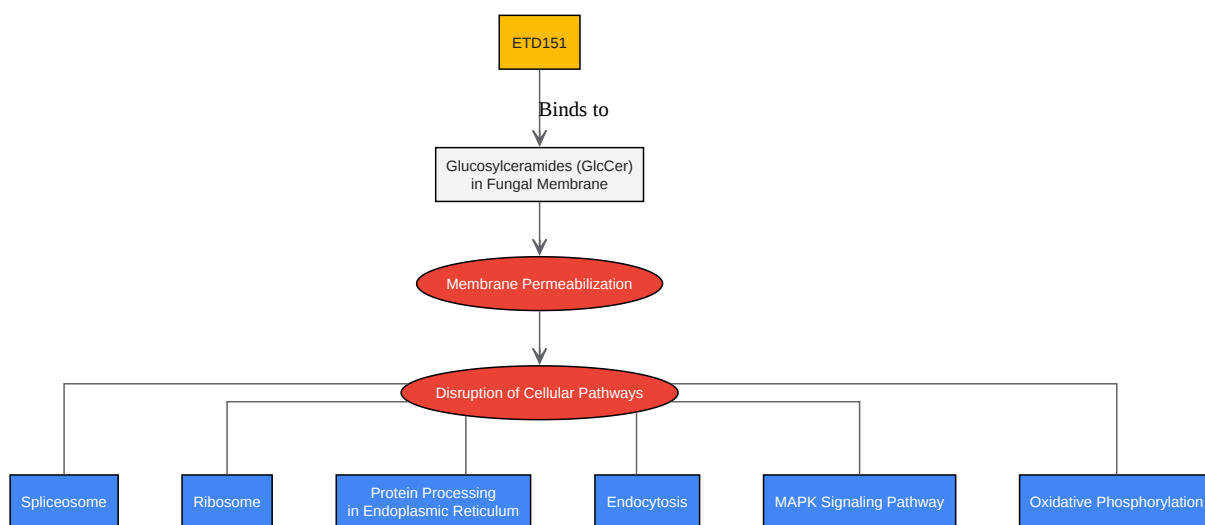 ETD151
Binds to
Glucosylceramides (GlcCer)
in Fungal Membrane
Membrane Permeabilization
Disruption of Cellular Pathways
Spliceosome
Ribosome
Protein Processing
in Endoplasmic Reticulum
Endocytosis
MAPK Signaling Pathway
Oxidative Phosphorylation